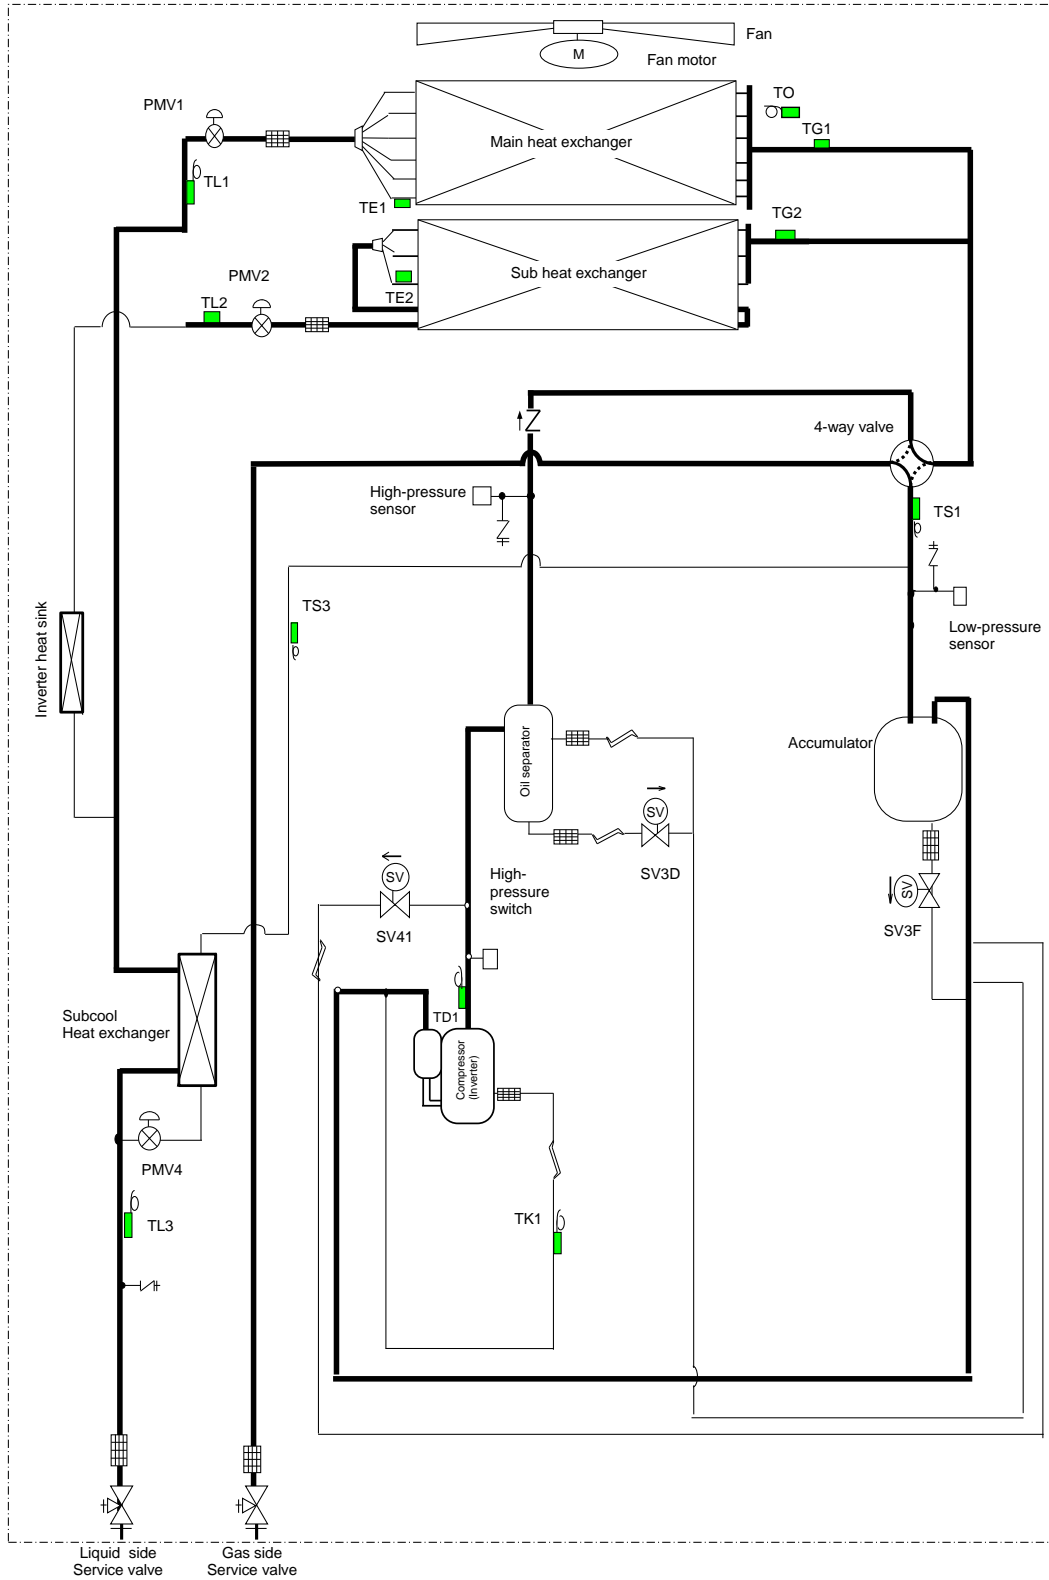 Fan
M
Fan motor
PMV1
TO
TG1
Main heat exchanger
TL1
TE1
TG2
Sub heat exchanger
PMV2
TE2
TL2
4-way valve
High-pressure
sensor
TS1
TS3
Low-pressure
sensor
Inverter heat sink
Oil separator
Accumulator
SV
SV3D
High-
pressure
switch
SV
SV41
SV
SV3F
TD1
Subcool
Heat exchanger
Compressor
(Inverter)
PMV4
TL3
TK1
Liquid side
Service valve
Gas side
Service valve